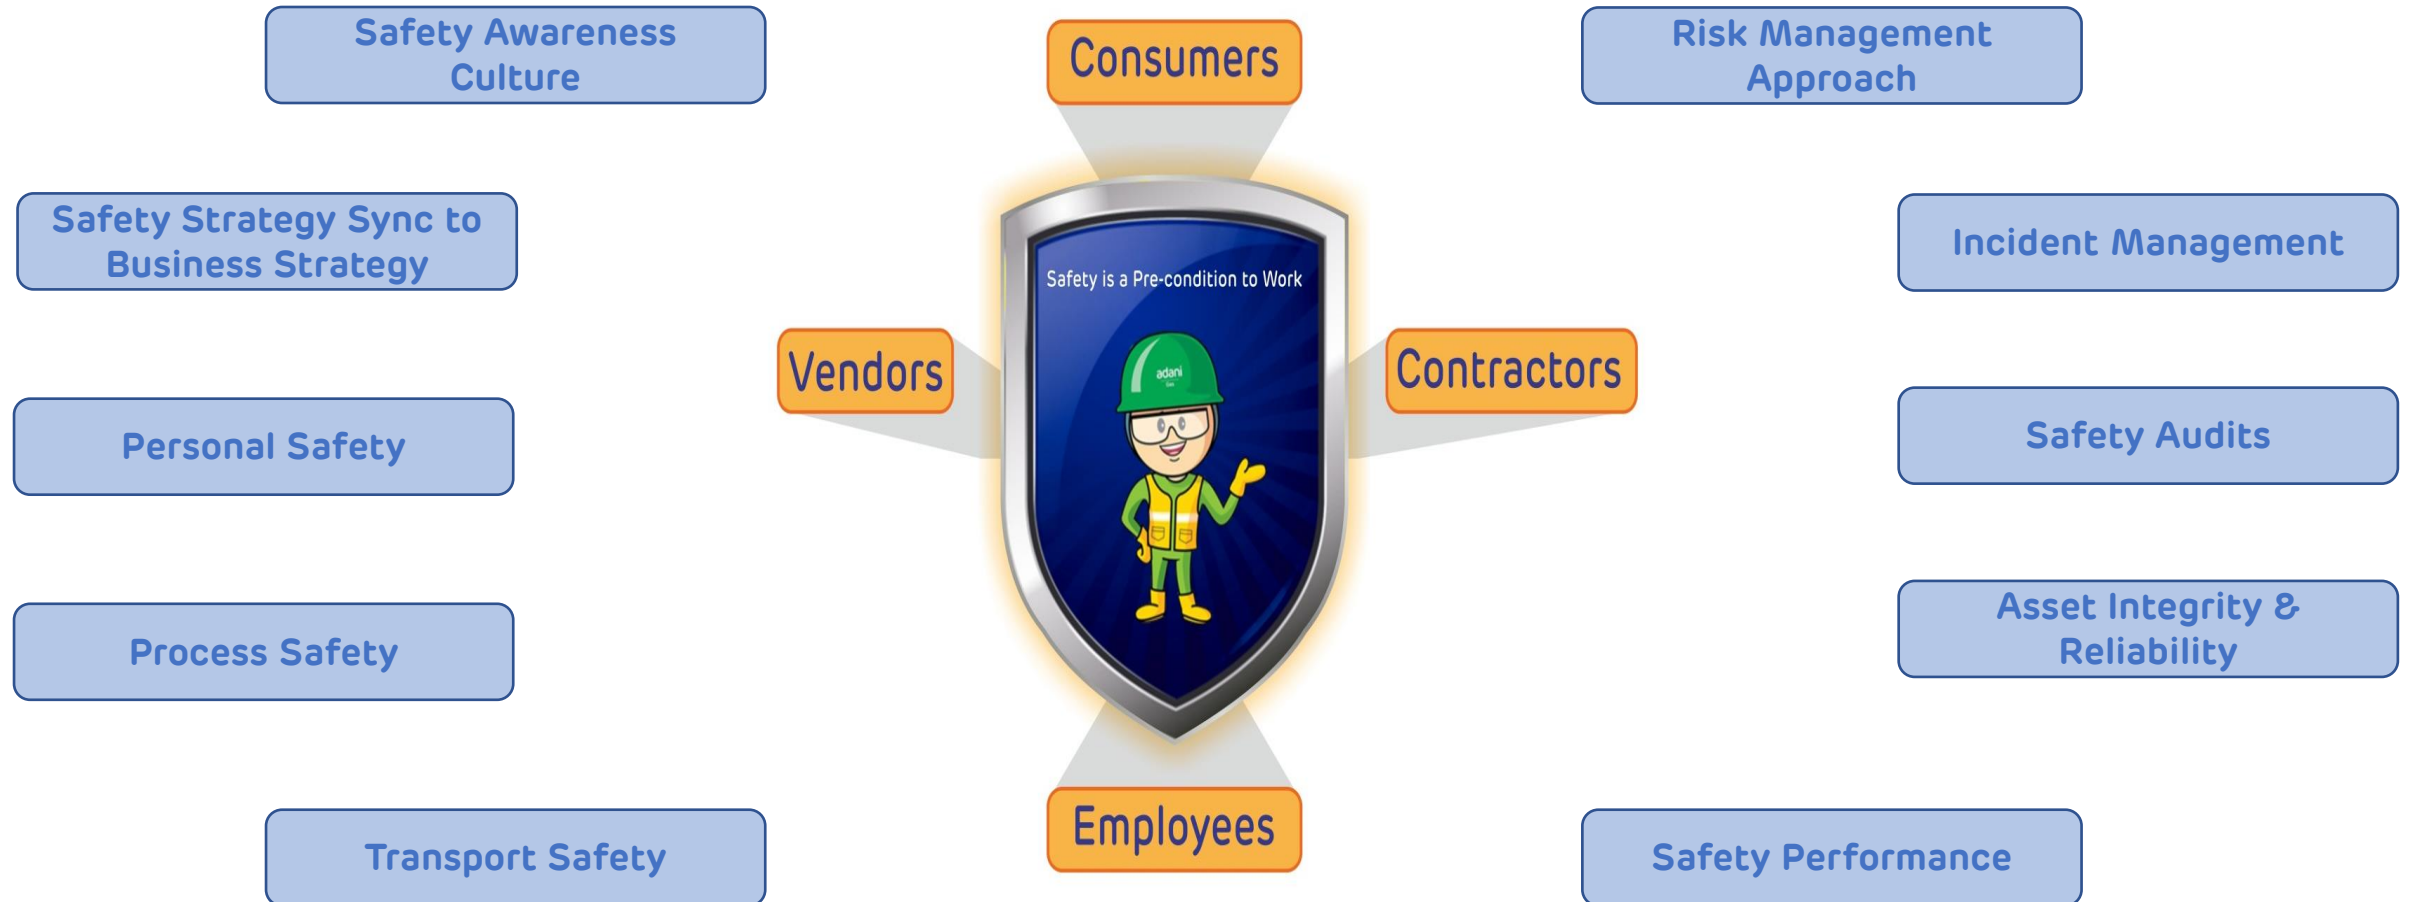 Safety Awareness
Culture
Consumers
Risk Management
Approach
Safety Strategy Sync to
Business Strategy
Incident Management
Safety is a Pre-condition to Work
Vendors
Contractors
adani
Personal Safety
Safety Audits
Process Safety
Asset Integrity &
Reliability
Transport Safety
Employees
Safety Performance